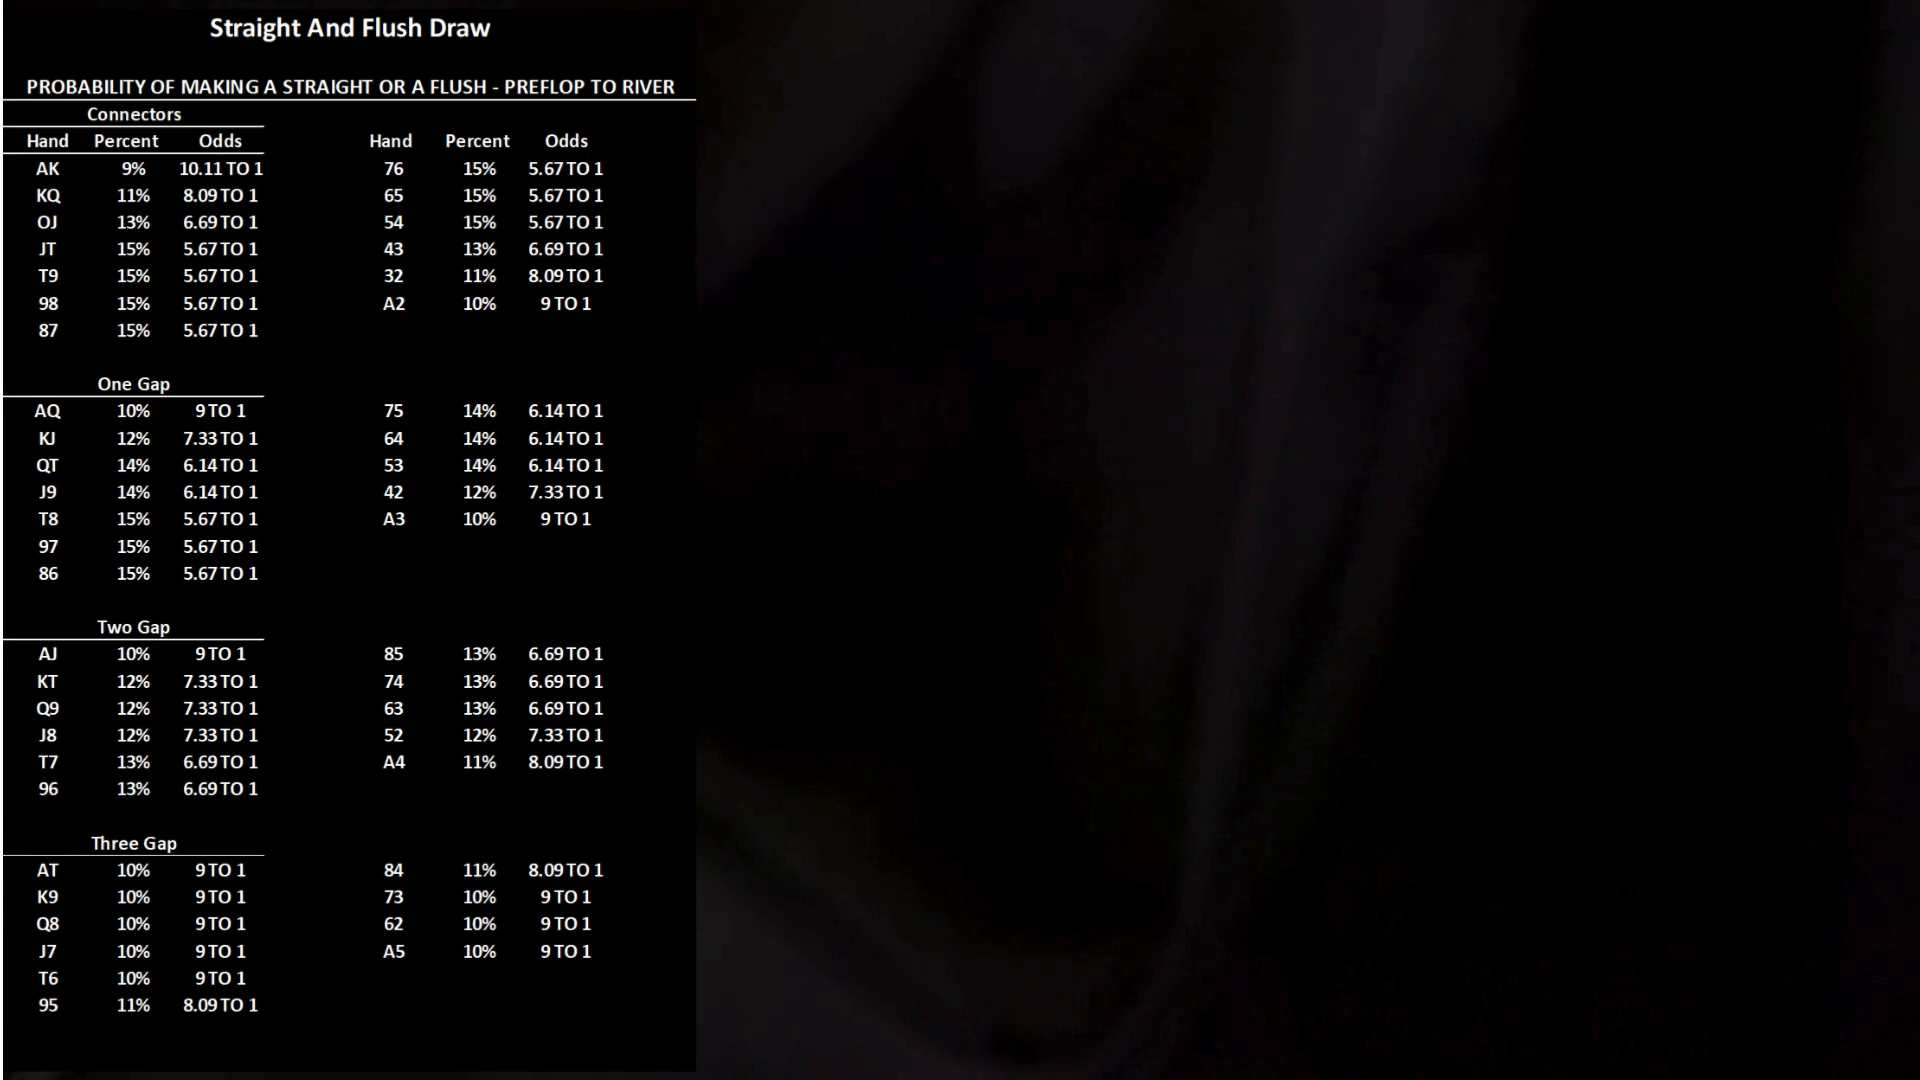 Straight And Flush Draw
PROBABILITY OF MAKING A STRAIGHT OR A FLUSH - PREFLOP TO RIVER
Connectors
Hand Percent Odds Hand Percent Odds
AK 9% 10.11 TO 1 76 15% 5.67 TO 1
KQ 11% 8.09 TO 1 65 15% 5.67 TO 1
OJ 13% 6.69 TO 1 54 15% 5.67 TO 1
JT 15% 5.67 TO 1 43 13% 6.69 TO 1
T9 15% 5.67 TO 1 32 11% 8.09 TO 1
98 15% 5.67 TO 1 A2 10% 9 TO 1
87 15% 5.67 TO 1
One Gap
AQ 10% 9 TO 1 75 14% 6.14 TO 1
KJ 12% 7.33 TO 1 64 14% 6.14 TO 1
QT 14% 6.14 TO 1 53 14% 6.14 TO 1
J9 14% 6.14 TO 1 42 12% 7.33 TO 1
T8 15% 5.67 TO 1 A3 10% 9 TO 1
97 15% 5.67 TO 1
86 15% 5.67 TO 1
Two Gap
AJ 10% 9 TO 1 85 13% 6.69 TO 1
KT 12% 7.33 TO 1 74 13% 6.69 TO 1
Q9 12% 7.33 TO 1 63 13% 6.69 TO 1
J8 12% 7.33 TO 1 52 12% 7.33 TO 1
T7 13% 6.69 TO 1 A4 11% 8.09 TO 1
96 13% 6.69 TO 1
Three Gap
AT 10% 9 TO 1 84 11% 8.09 TO 1
K9 10% 9 TO 1 73 10% 9 TO 1
Q8 10% 9 TO 1 62 10% 9 TO 1
J7 10% 9 TO 1 A5 10% 9 TO 1
T6 10% 9 TO 1
95 11% 8.09 TO 1